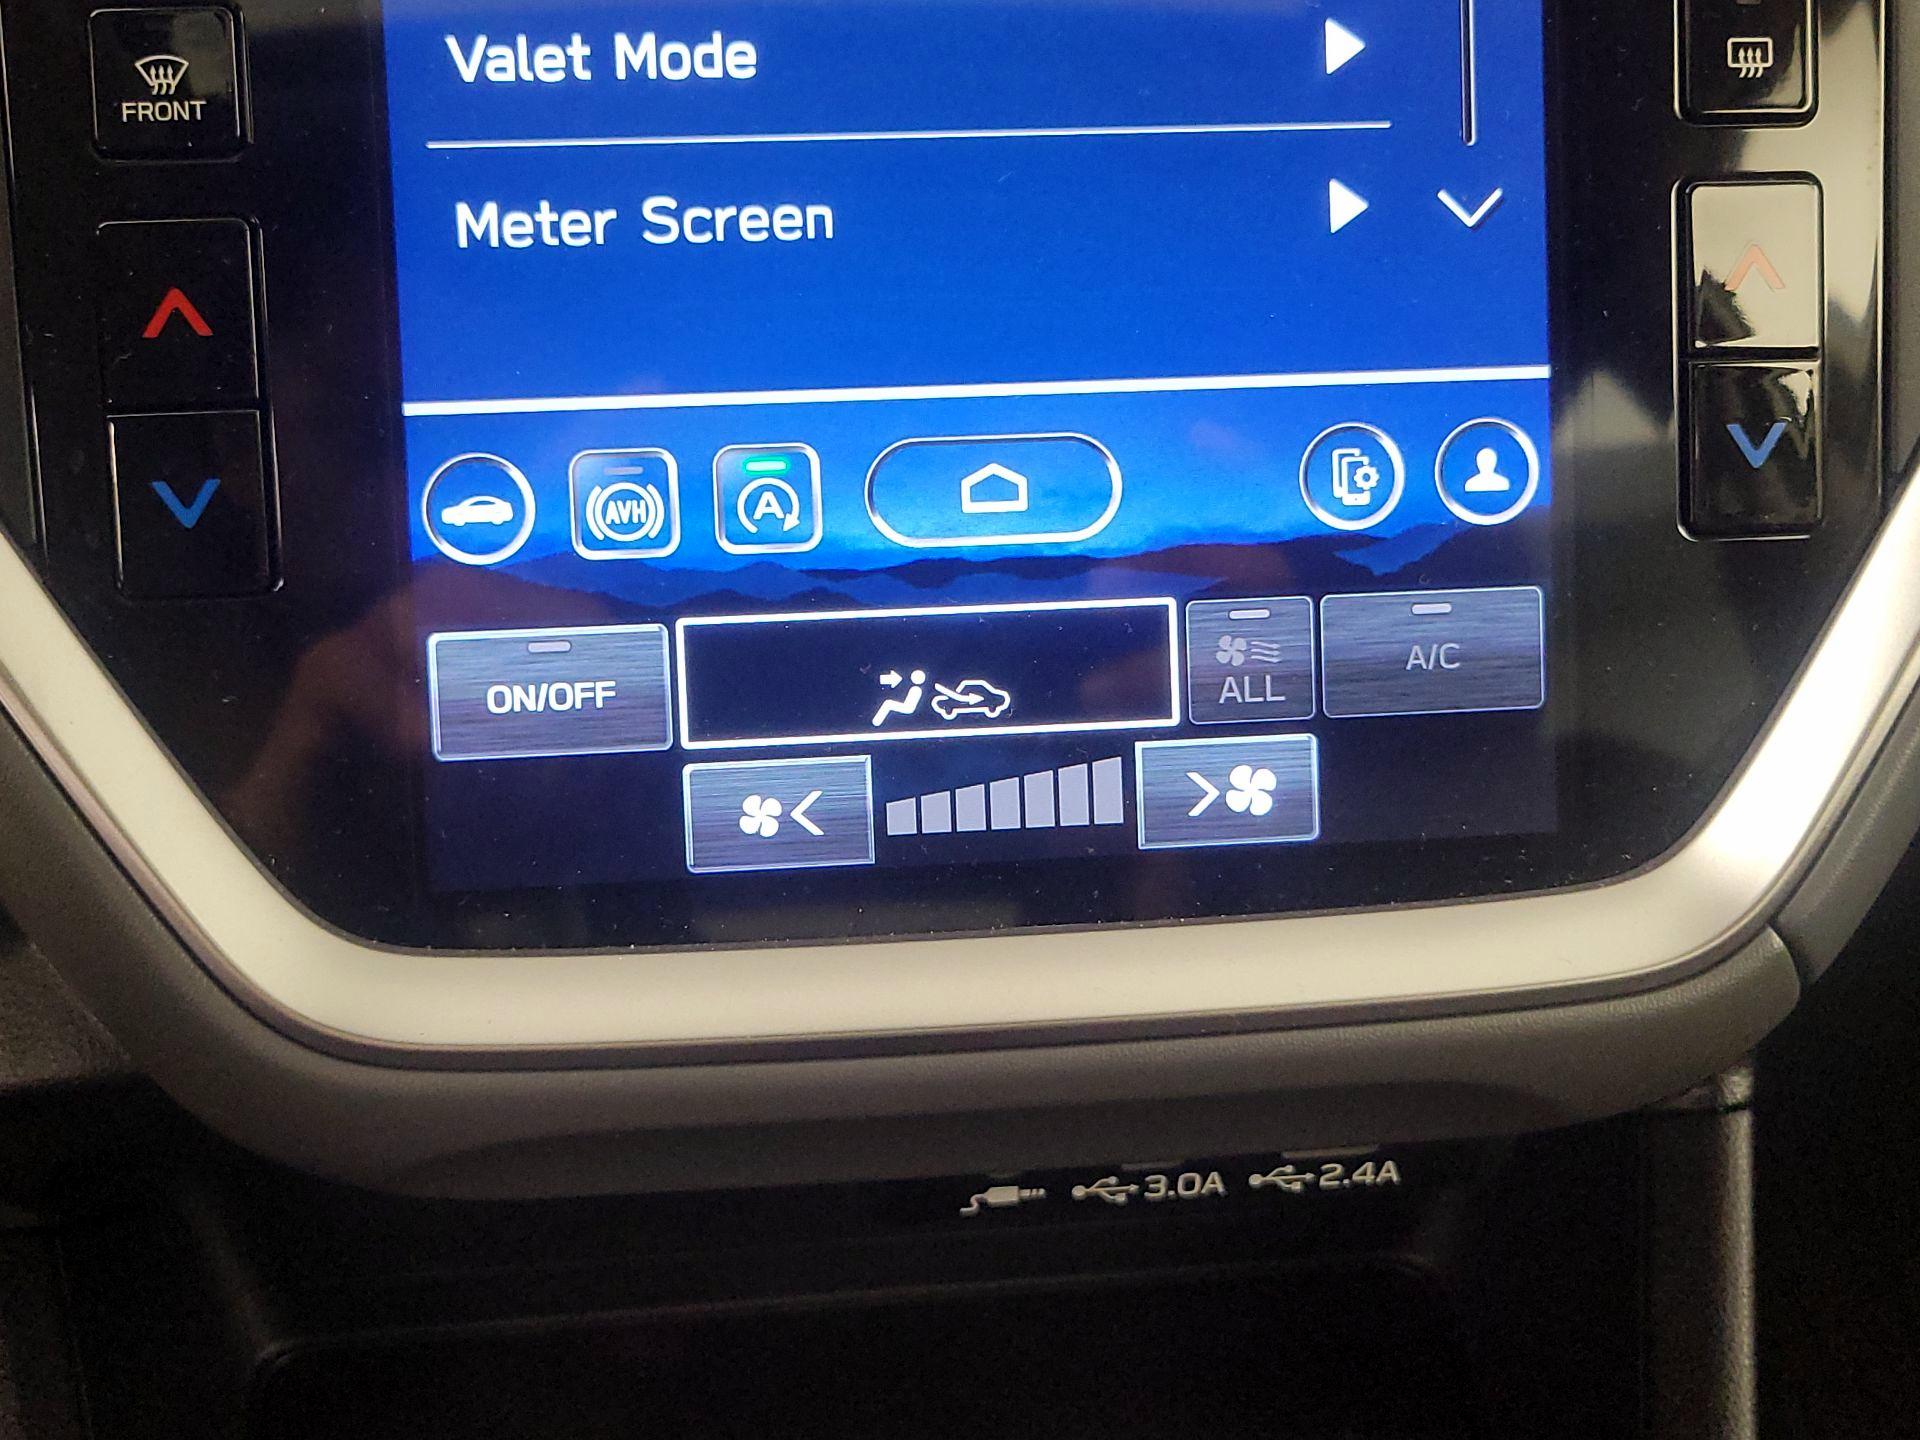 Valet Mode
FRONT
Meter Screen
AVH
A
ON/OFF
ALL
A/C
3.0A
2.4A